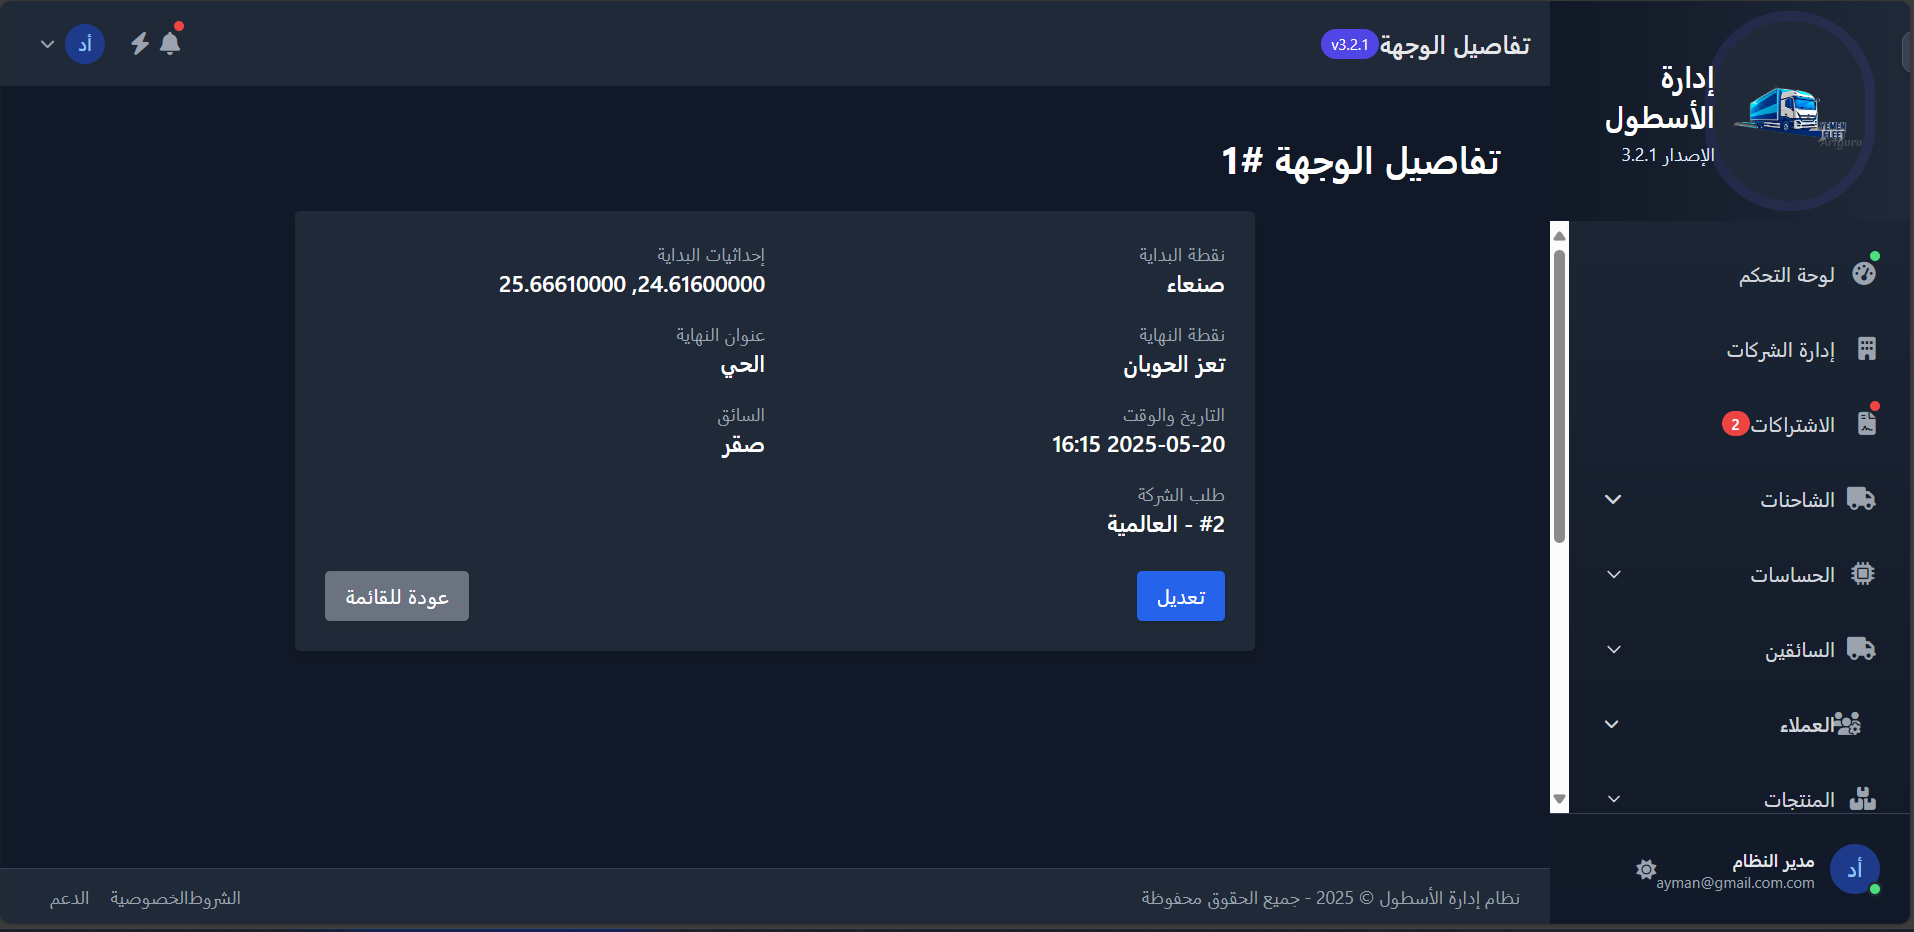 إدارة
الأسطول
الإصدار 3.2.1
YEMEN
FLEET
Artguru
لوحة التحكم
إدارة الشركات
الاشتراكات 2
الشاحنات
الحساسات
السائقين
العملاء
المنتجات
مدير النظام
ayman@gmail.com.com
أد
تفاصيل الوجهة v3.2.1
أد
تفاصيل الوجهة #1
نقطة البداية
صنعاء
إحداثيات البداية
24.61600000, 25.66610000
نقطة النهاية
تعز الحوبان
عنوان النهاية
الحي
التاريخ والوقت
2025-05-20 16:15
السائق
صقر
طلب الشركة
#2 - العالمية
تعديل
عودة للقائمة
نظام إدارة الأسطول © 2025 - جميع الحقوق محفوظة
الشروط الخصوصية الدعم